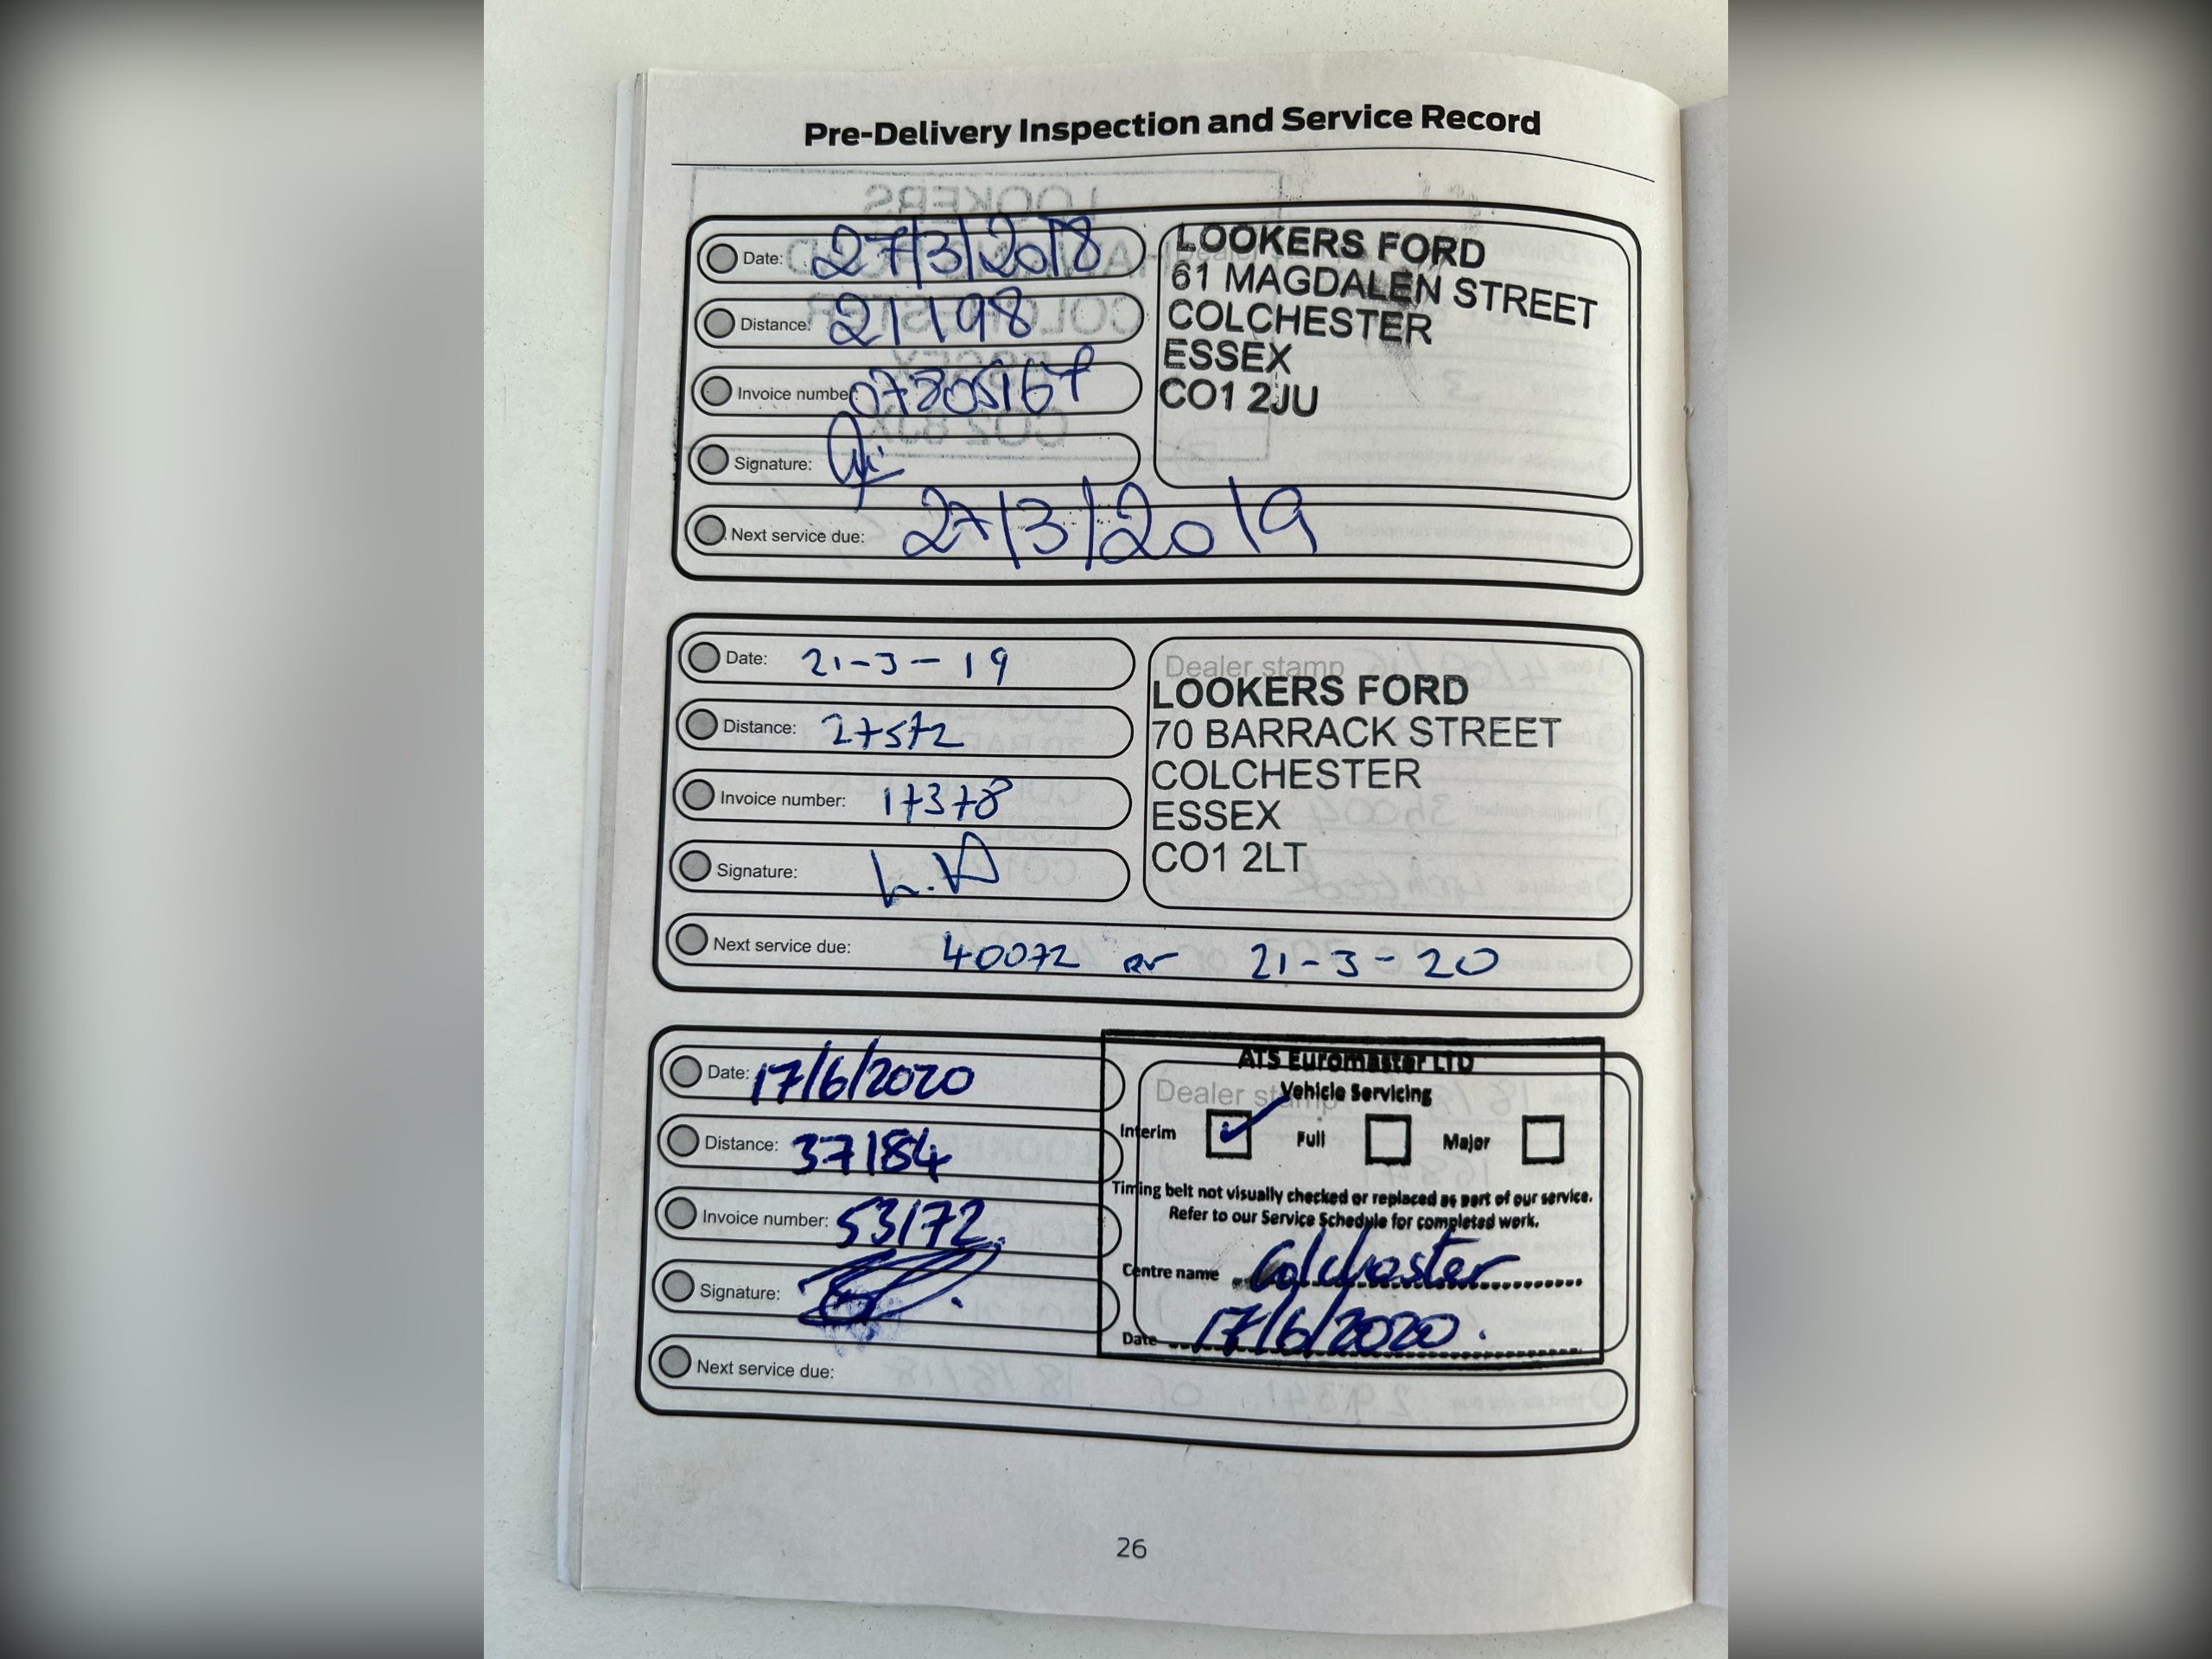 Pre-Delivery Inspection and Service Record
Date: 27/3/2018
Distance: 21198
Invoice number:
Signature:
Next service due: 27/3/2019
LOOKERS FORD
61 MAGDALEN STREET
COLCHESTER
ESSEX
CO1 2JU
Date: 21-3-19
Distance: 27572
Invoice number: 17378
Signature:
Next service due: 40072 or 21-3-20
Dealer stamp
LOOKERS FORD
70 BARRACK STREET
COLCHESTER
ESSEX
CO1 2LT
Date: 17/6/2020
Distance: 37184
Invoice number: 53172
Signature:
Next service due:
Dealer stamp
ATS Euromaster LTD
Vehicle Servicing
Interim Full Major
Timing belt not visually checked or replaced as part of our service.
Refer to our Service Schedule for completed work.
Centre name Colchester
Date 17/6/2020.
26